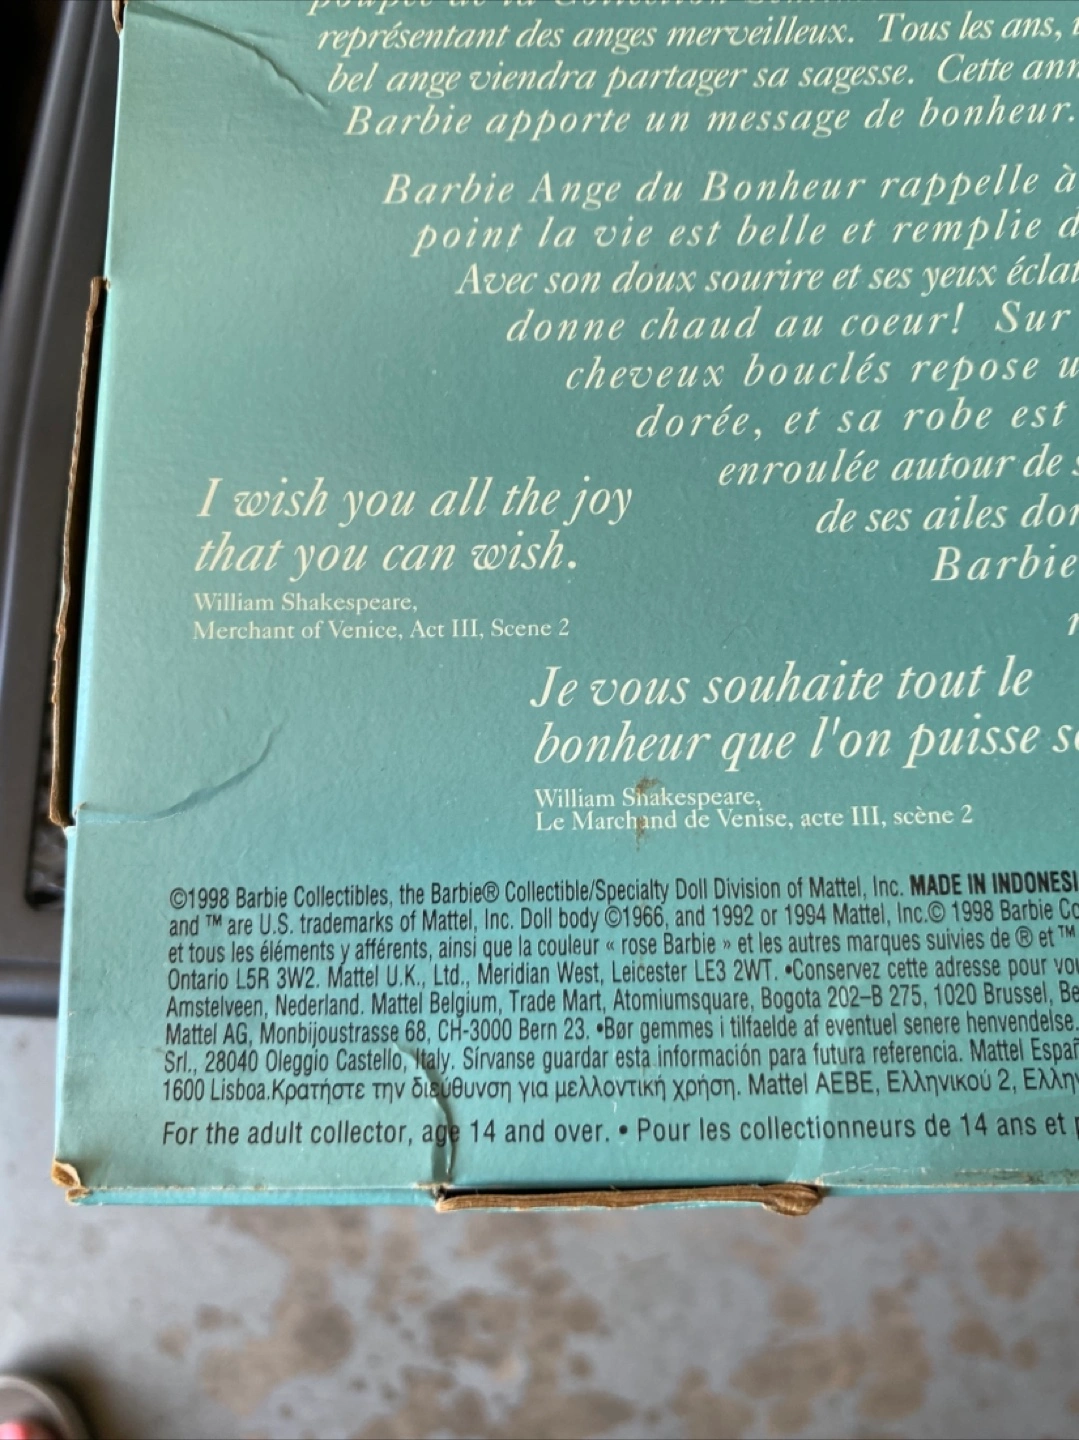 représentant des anges merveilleux. Tous les ans,
bel ange viendra partager sa sagesse. Cette
Barbie apporte un message de bonheur.
Barbie Ange du Bonheur rappelle à
point la vie est belle et remplie
Avec son doux sourire et ses yeux
donne chaud au coeur! Sur
cheveux bouclés repose
dorée, et sa robe est
enroulée autour de
de ses ailes
Barbie
I wish you all the joy
that you can wish.
William Shakespeare,
Merchant of Venice, Act III, Scene 2
Je vous souhaite tout le
bonheur que l'on puisse
William Shakespeare,
Le Marchand de Venise, acte III, scène 2
©1998 Barbie Collectibles, the Barbie® Collectible/Specialty Doll Division of Mattel, Inc. MADE IN INDONESI
and ™ are U.S. trademarks of Mattel, Inc. Doll body ©1966, and 1992 or 1994 Mattel, Inc.© 1998 Barbie Co
et tous les éléments y afférents, ainsi que la couleur « rose Barbie » et les autres marques suivies de ® et ™
Ontario L5R 3W2. Mattel U.K., Ltd., Meridian West, Leicester LE3 2WT. •Conservez cette adresse pour
Amstelveen, Nederland. Mattel Belgium, Trade Mart, Atomiumsquare, Bogota 202–B 275, 1020 Brussel,
Mattel AG, Monbijoustrasse 68, CH-3000 Bern 23. •Bør gemmes i tilfaelde af eventuel senere henvendelse.
Srl., 28040 Oleggio Castello, Italy. Sírvanse guardar esta información para futura referencia. Mattel Españ
1600 Lisboa.Κρατήστε την διεύθυνση για μελλοντική χρήση. Mattel AEBE, Ελληνικού 2,
For the adult collector, age 14 and over. • Pour les collectionneurs de 14 ans et